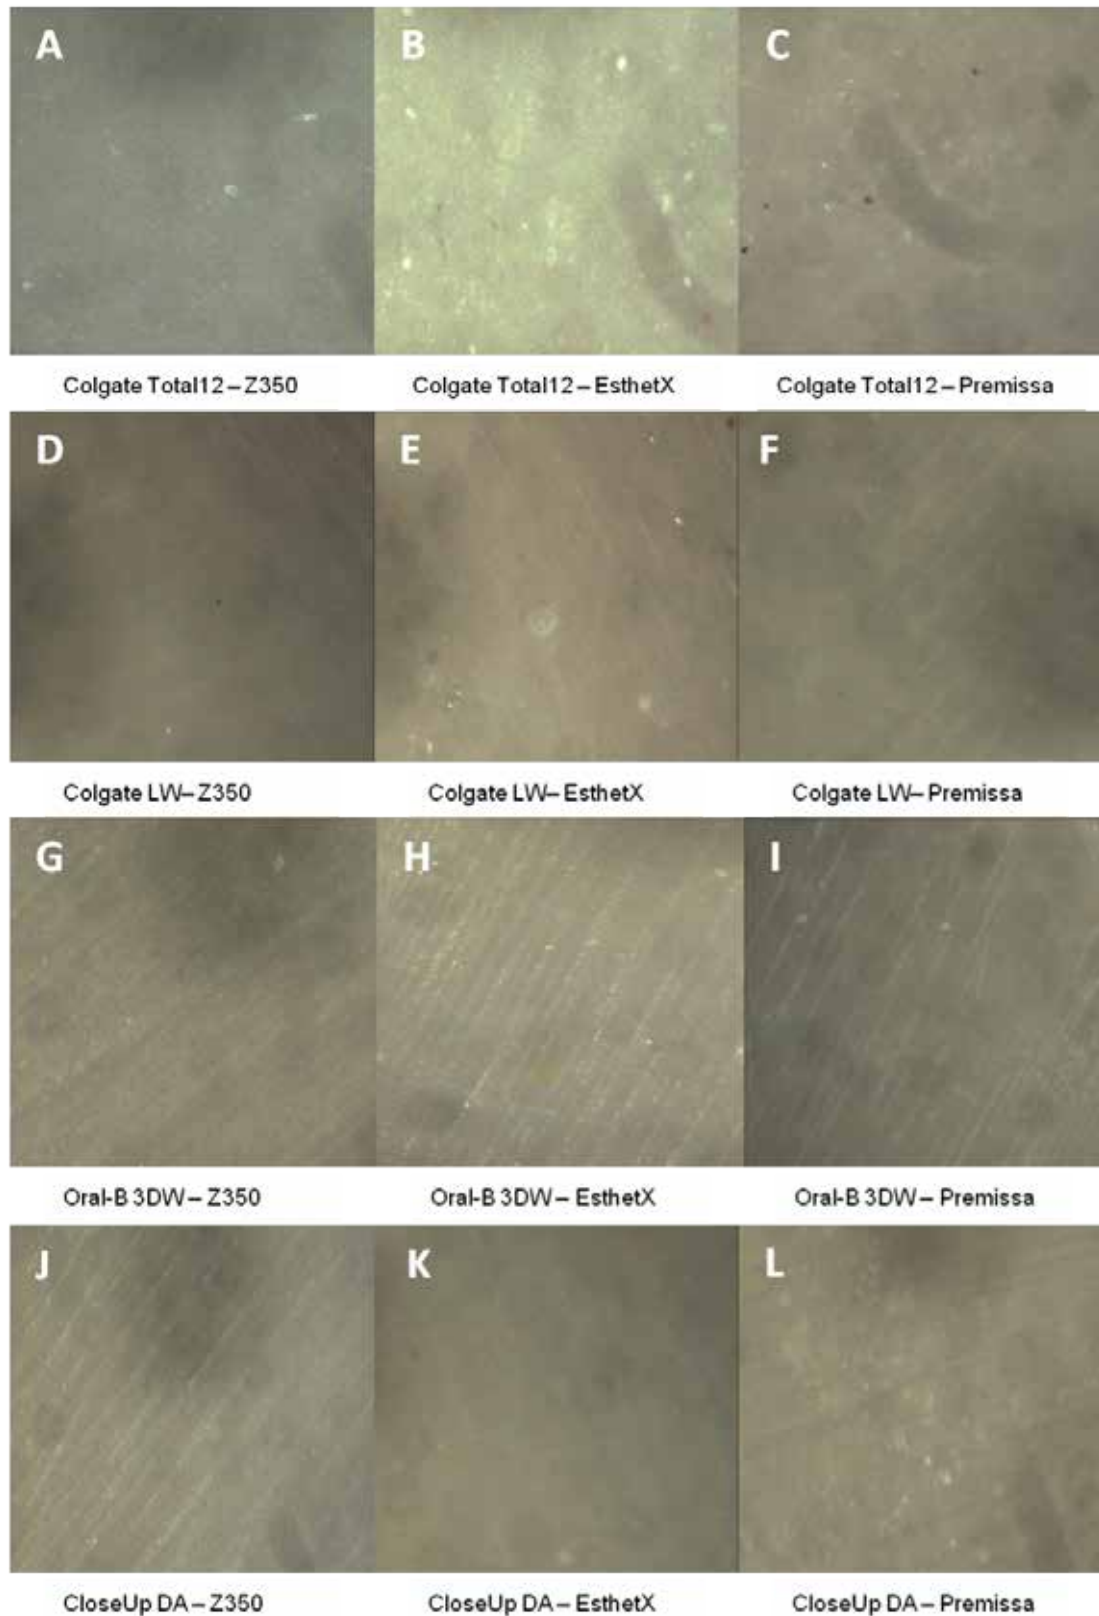 A B C
Colgate Total12 – Z350 Colgate Total12 – EsthetX Colgate Total12 – Premissa
D E F
Colgate LW– Z350 Colgate LW– EsthetX Colgate LW– Premissa
G H I
Oral-B 3DW – Z350 Oral-B 3DW – EsthetX Oral-B 3DW – Premissa
J K L
CloseUp DA – Z350 CloseUp DA – EsthetX CloseUp DA – Premissa